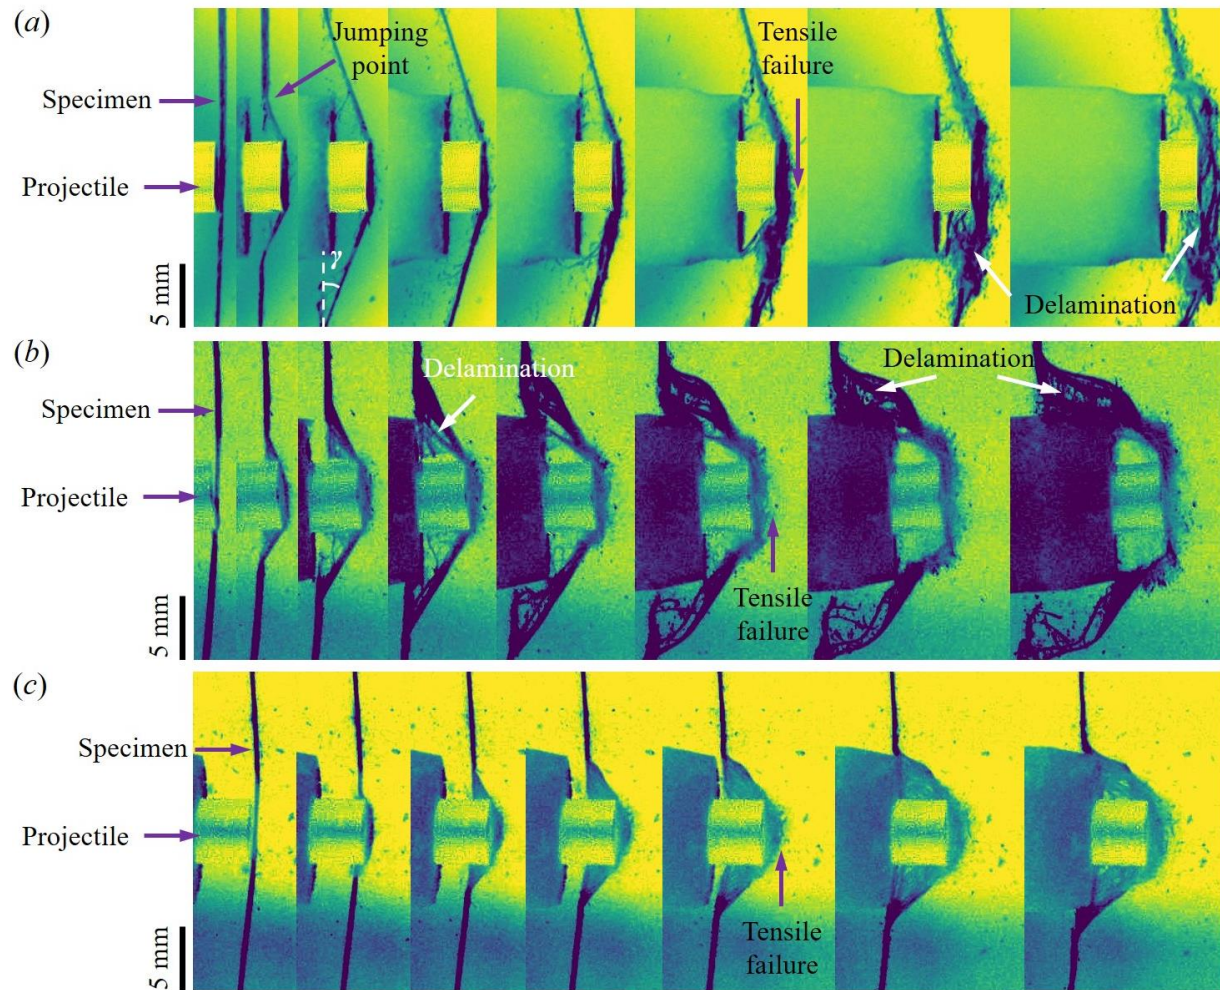 (a)
Jumping
point
Tensile
failure
Specimen
Projectile
γ
5 mm
Delamination
(b)
Delamination
Delamination
Specimen
Projectile
Tensile
failure
5 mm
(c)
Specimen
Projectile
Tensile
failure
5 mm